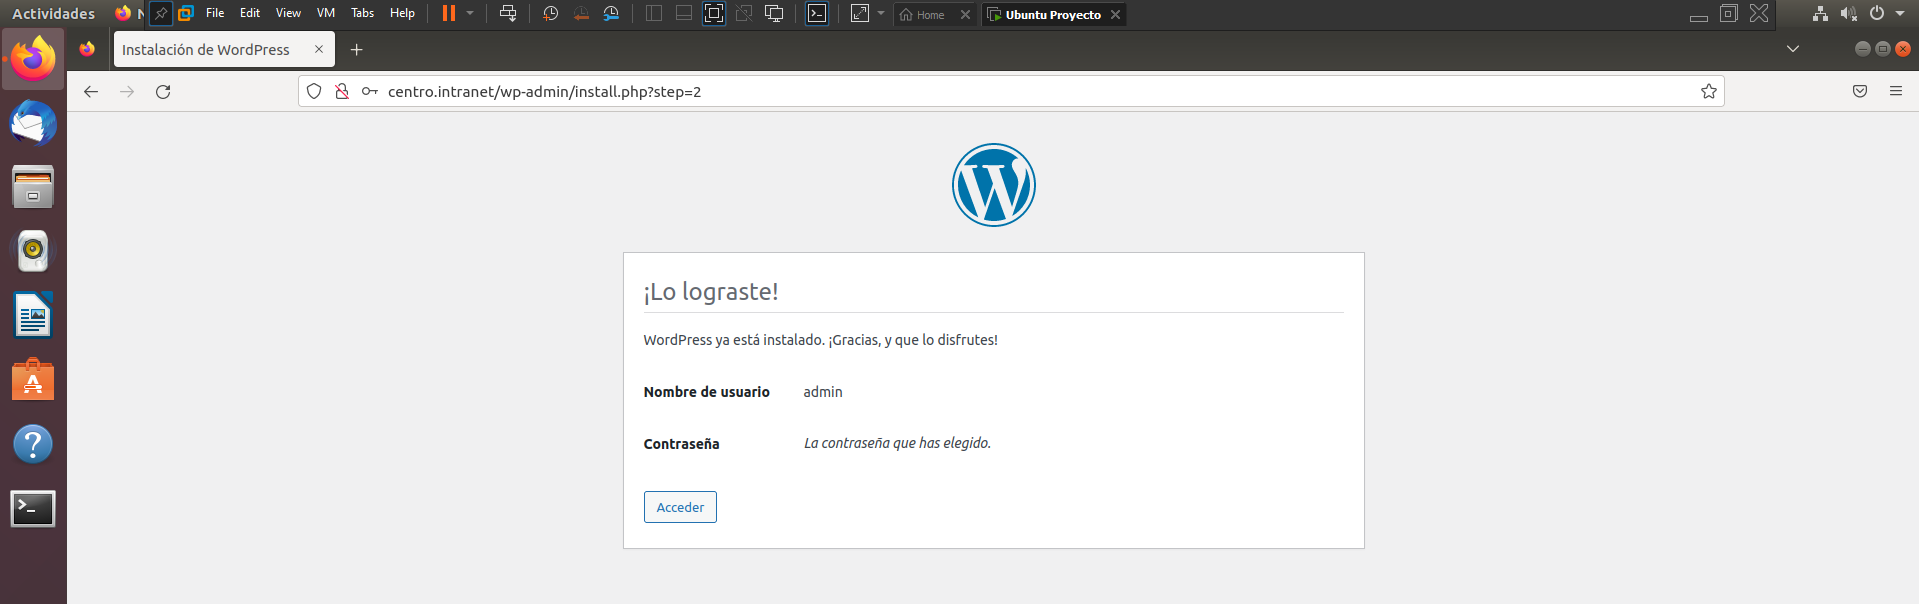 Actividades
File Edit View VM Tabs Help
Home
Ubuntu Proyecto
Instalación de WordPress
centro.intranet/wp-admin/install.php?step=2
¡Lo lograste!
WordPress ya está instalado. ¡Gracias, y que lo disfrutes!
Nombre de usuario admin
Contraseña La contraseña que has elegido.
Acceder